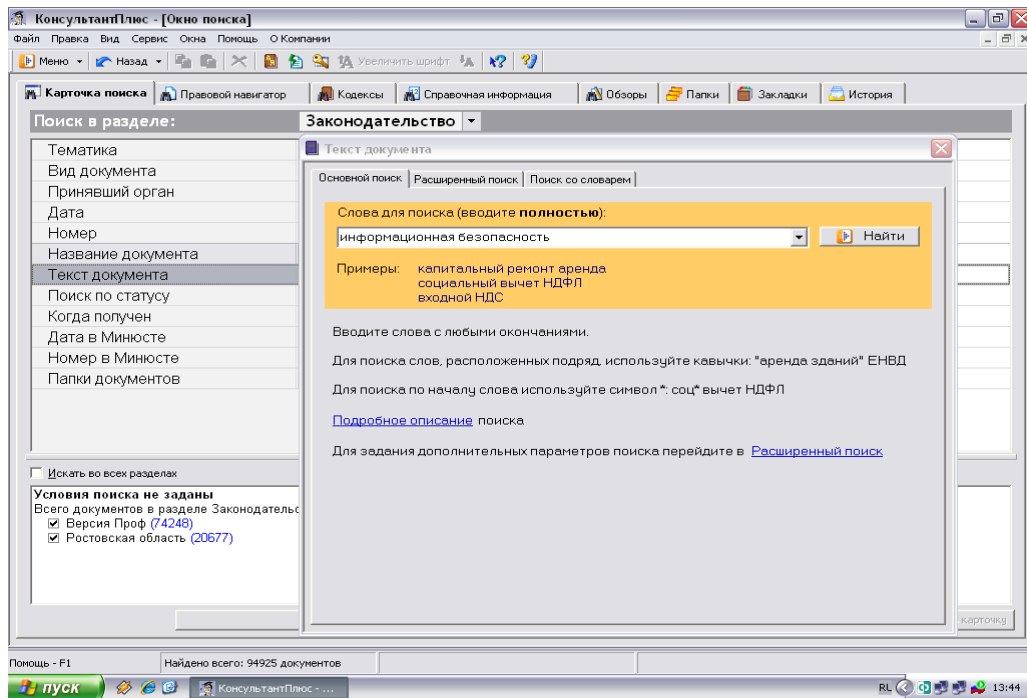 КонсультантПлюс - [Окно поиска]
Файл Правка Вид Сервис Окна Помощь О Компании
Меню Назад Увеличить шрифт
Карточка поиска Правовой навигатор Кодексы Справочная информация Обзоры Папки Закладки История
Поиск в разделе: Законодательство
Тематика
Вид документа
Принявший орган
Дата
Номер
Название документа
Текст документа
Поиск по статусу
Когда получен
Дата в Минюсте
Номер в Минюсте
Папки документов
Искать во всех разделах
Условия поиска не заданы
Всего документов в разделе Законодательс
Версия Проф (74248)
Ростовская область (20677)
Текст документа
Основной поиск Расширенный поиск Поиск со словарем
Слова для поиска (вводите полностью):
информационная безопасность Найти
Примеры: капитальный ремонт аренда
социальный вычет НДФЛ
входной НДС
Вводите слова с любыми окончаниями.
Для поиска слов, расположенных подряд, используйте кавычки: "аренда зданий" ЕНВД
Для поиска по началу слова используйте символ *: соц* вычет НДФЛ
Подробное описание поиска
Для задания дополнительных параметров поиска перейдите в Расширенный поиск
карточку
Помощь - F1 Найдено всего: 94925 документов
пуск КонсультантПлюс - ... RL 13:44